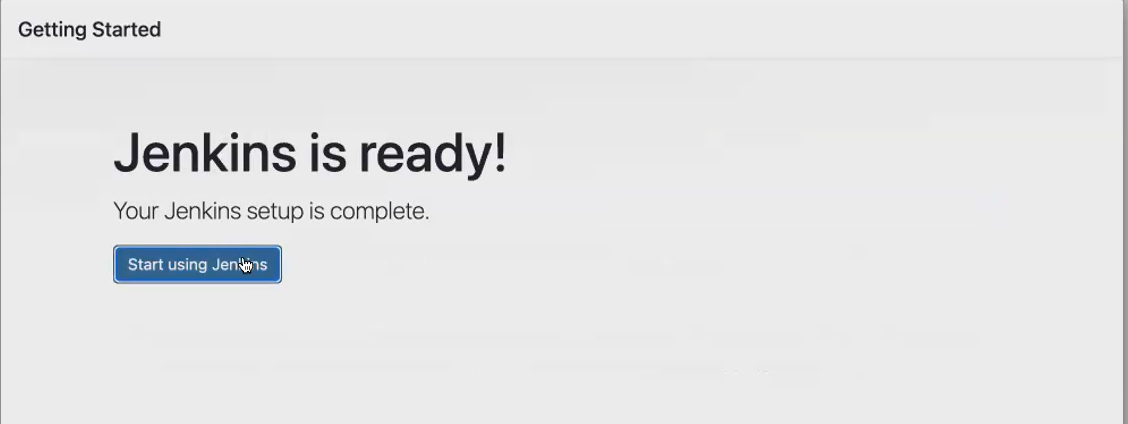 Getting Started
Jenkins is ready!
Your Jenkins setup is complete.
Start using Jenkins